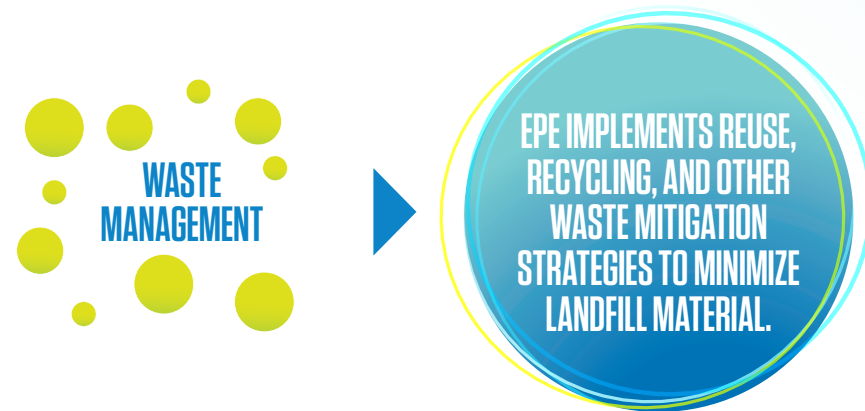 WASTE
MANAGEMENT
EPE IMPLEMENTS REUSE,
RECYCLING, AND OTHER
WASTE MITIGATION
STRATEGIES TO MINIMIZE
LANDFILL MATERIAL.